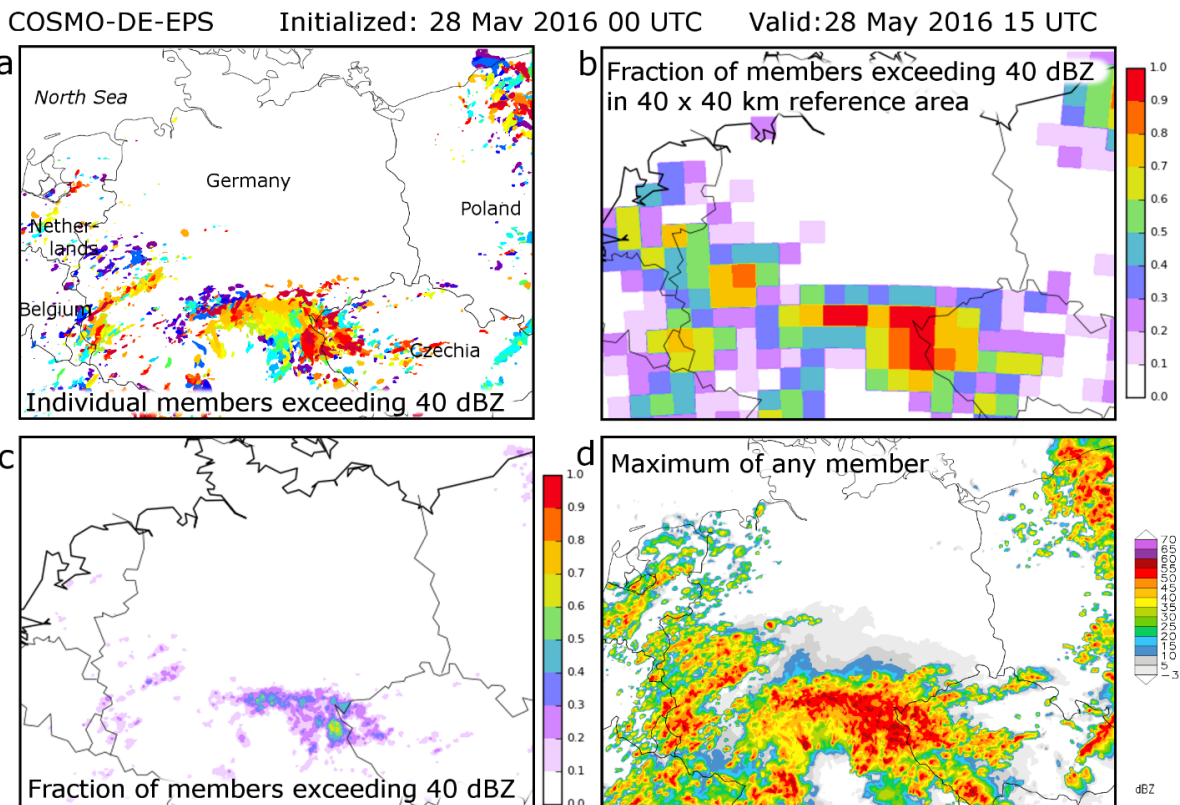 COSMO-DE-EPS Initialized: 28 Mav 2016 00 UTC Valid:28 May 2016 15 UTC
a
North Sea
Germany
Poland
Nether-
lands
Belgium
Czechia
Individual members exceeding 40 dBZ
b
Fraction of members exceeding 40 dBZ
in 40 x 40 km reference area
1.0
0.9
0.8
0.7
0.6
0.5
0.4
0.3
0.2
0.1
0.0
c
Fraction of members exceeding 40 dBZ
1.0
0.9
0.8
0.7
0.6
0.5
0.4
0.3
0.2
0.1
0.0
d
Maximum of any member
70
65
60
55
50
45
40
35
30
25
20
15
10
5
−3
dBZ